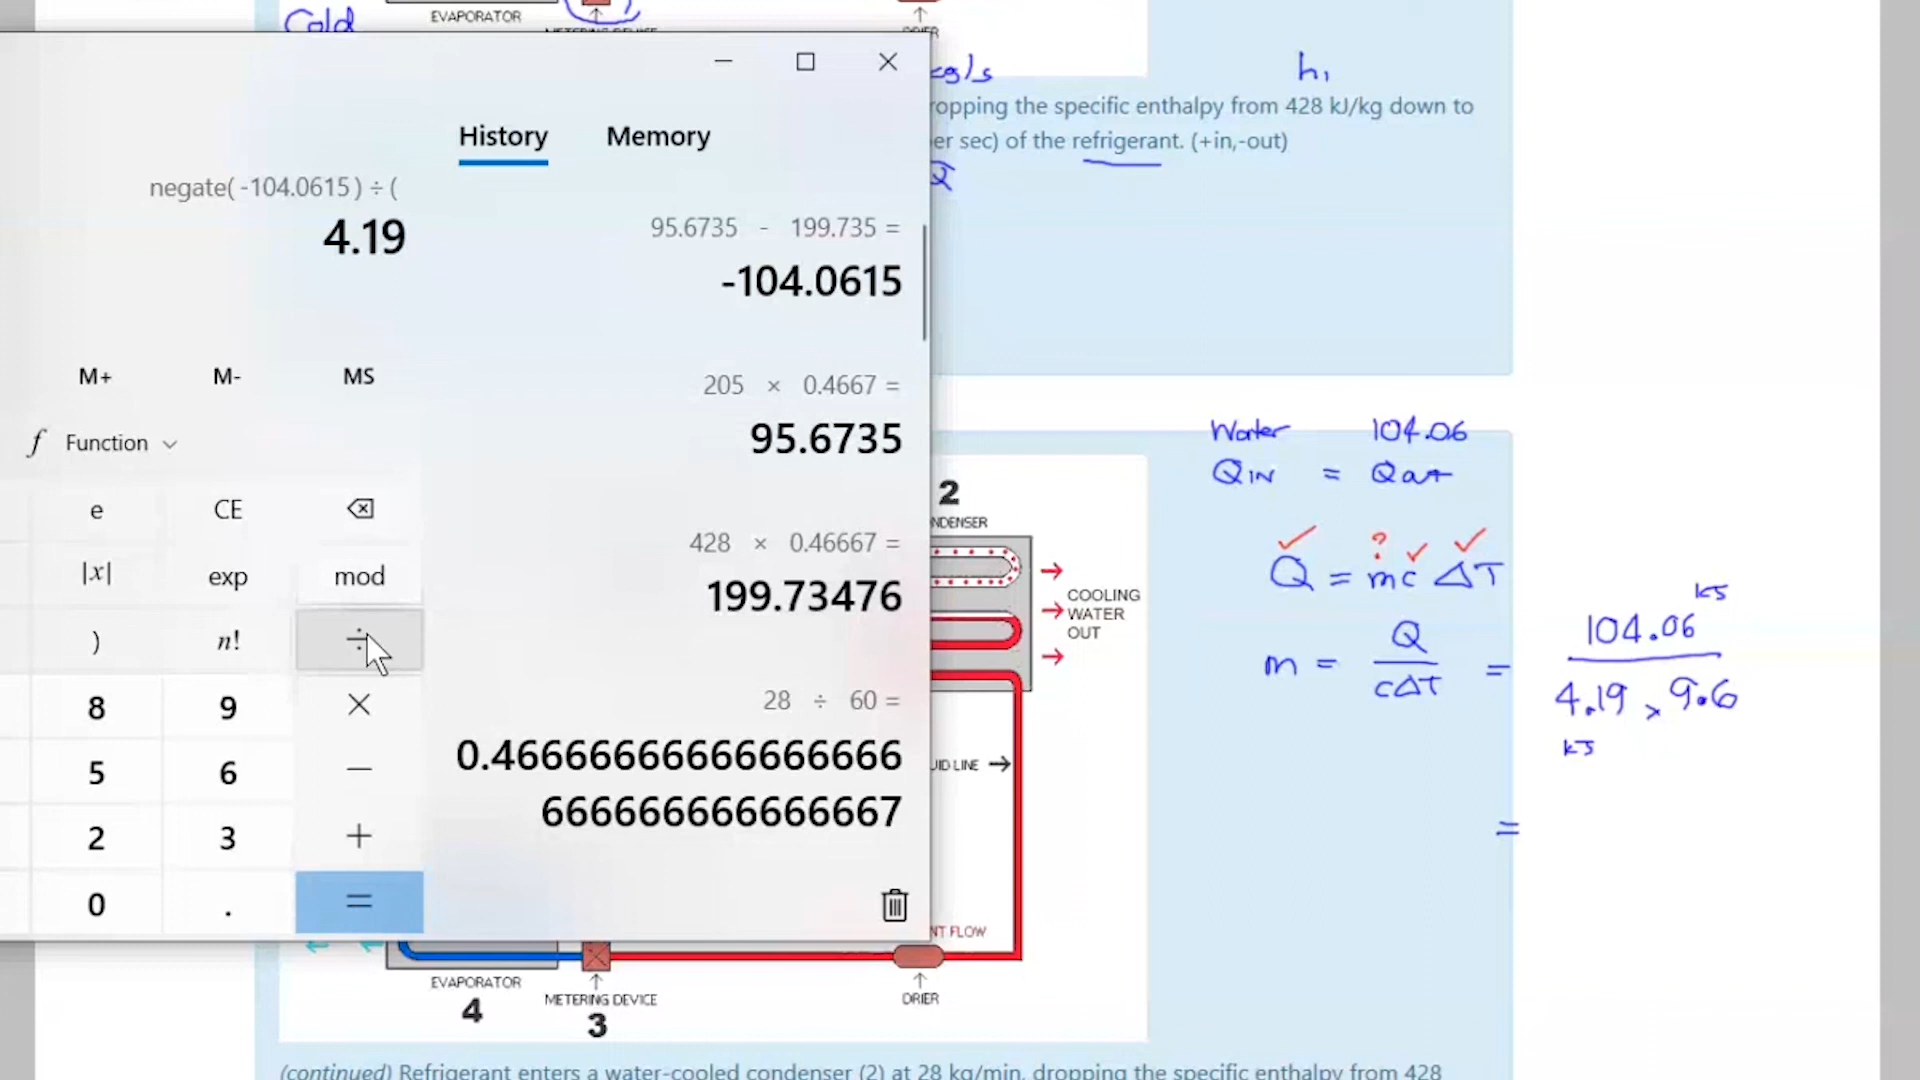 Cold
EVAPORATOR
History
Memory
negate( -104.0615 ) ÷ (
4.19
95.6735 - 199.735 =
-104.0615
205 × 0.4667 =
95.6735
428 × 0.46667 =
199.73476
28 ÷ 60 =
0.46666666666666666
666666666666667
M+ M- MS
f Function
e CE
|x| exp mod
) n! ÷
8 9 ×
5 6 −
2 3 +
0 . =
h₁
ropping the specific enthalpy from 428 kJ/kg down to
er sec) of the refrigerant. (+in,-out)
Water 104.06
QIN = Qout
? 
Q = mc ΔT
m = Q / cΔT = 104.06 / 4.19 × 9.6
kJ
kJ
=
2
NDENSER
COOLING
WATER
OUT
UID LINE
NT FLOW
EVAPORATOR
4
METERING DEVICE
3
DRIER
(continued) Refrigerant enters a water-cooled condenser (2) at 28 kg/min, dropping the specific enthalpy from 428